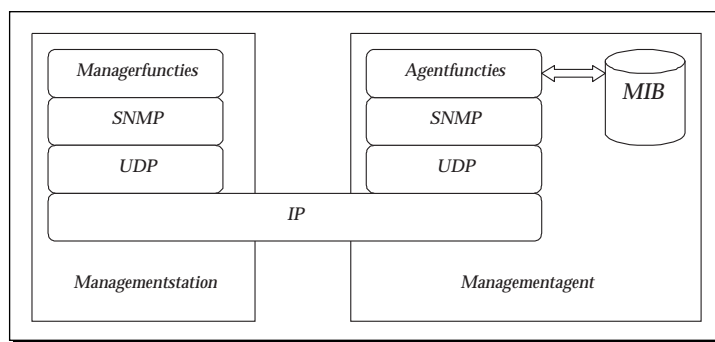 Managerfuncties
SNMP
UDP
Agentfuncties
SNMP
UDP
MIB
IP
Managementstation
Managementagent